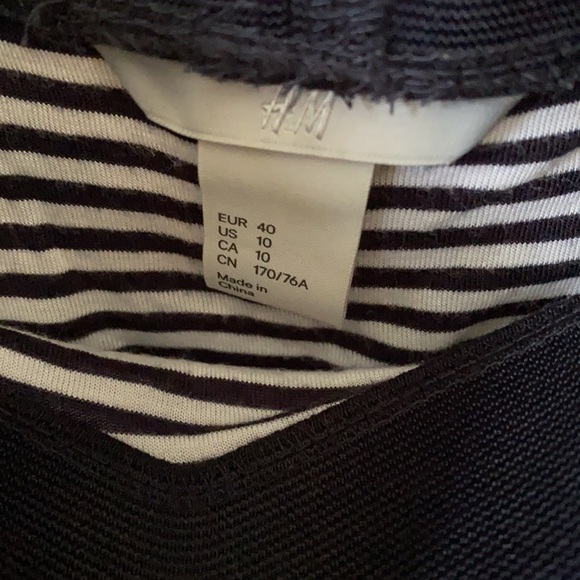 H&M
EUR 40
US 10
CA 10
CN 170/76A
Made in
China